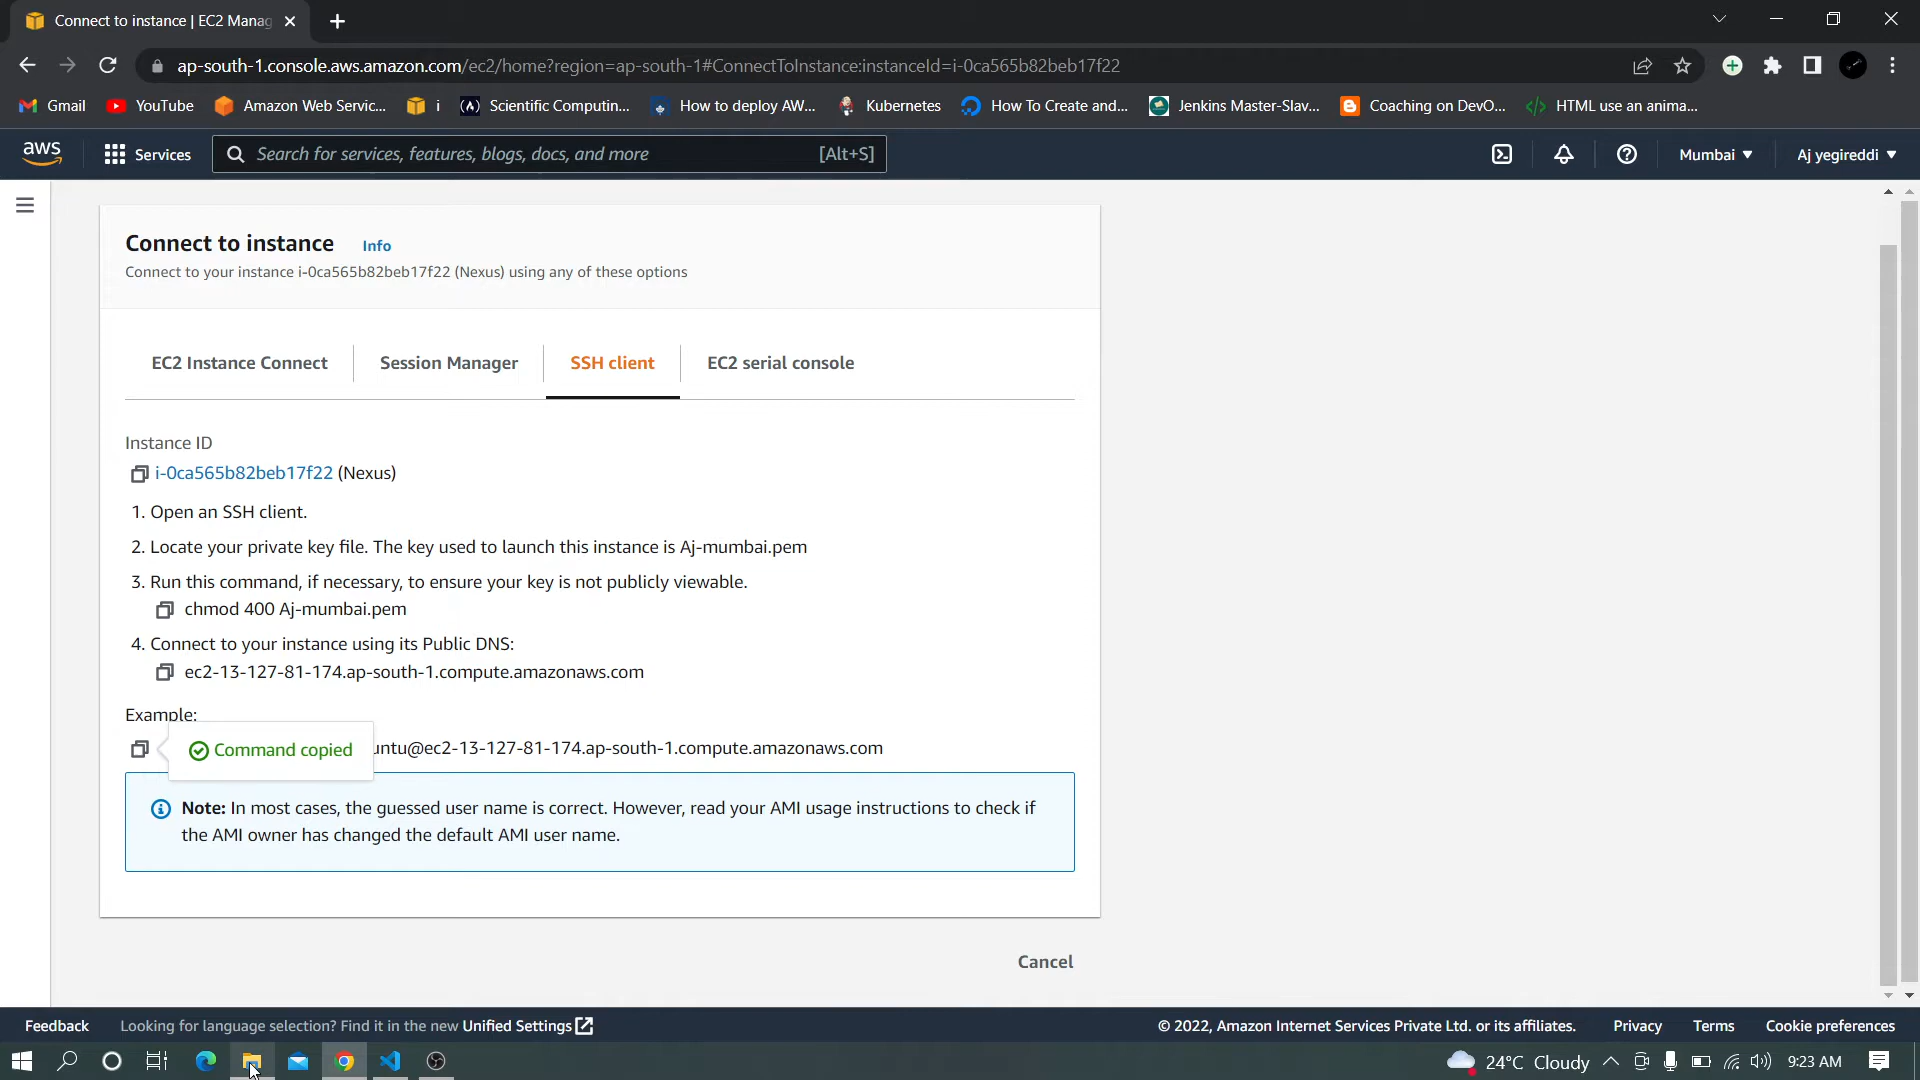 Connect to instance | EC2 Manag
ap-south-1.console.aws.amazon.com/ec2/home?region=ap-south-1#ConnectToInstance:instanceId=i-0ca565b82beb17f22
Gmail YouTube Amazon Web Servic... i (A) Scientific Computin... How to deploy AW... Kubernetes How To Create and... Jenkins Master-Slav... Coaching on DevO... HTML use an anima...
aws Services Search for services, features, blogs, docs, and more [Alt+S] Mumbai Aj yegireddi
Connect to instance Info
Connect to your instance i-0ca565b82beb17f22 (Nexus) using any of these options
EC2 Instance Connect Session Manager SSH client EC2 serial console
Instance ID
i-0ca565b82beb17f22 (Nexus)
1. Open an SSH client.
2. Locate your private key file. The key used to launch this instance is Aj-mumbai.pem
3. Run this command, if necessary, to ensure your key is not publicly viewable.
chmod 400 Aj-mumbai.pem
4. Connect to your instance using its Public DNS:
ec2-13-127-81-174.ap-south-1.compute.amazonaws.com
Example:
Command copied untu@ec2-13-127-81-174.ap-south-1.compute.amazonaws.com
Note: In most cases, the guessed user name is correct. However, read your AMI usage instructions to check if
the AMI owner has changed the default AMI user name.
Cancel
Feedback Looking for language selection? Find it in the new Unified Settings © 2022, Amazon Internet Services Private Ltd. or its affiliates. Privacy Terms Cookie preferences
24°C Cloudy 9:23 AM